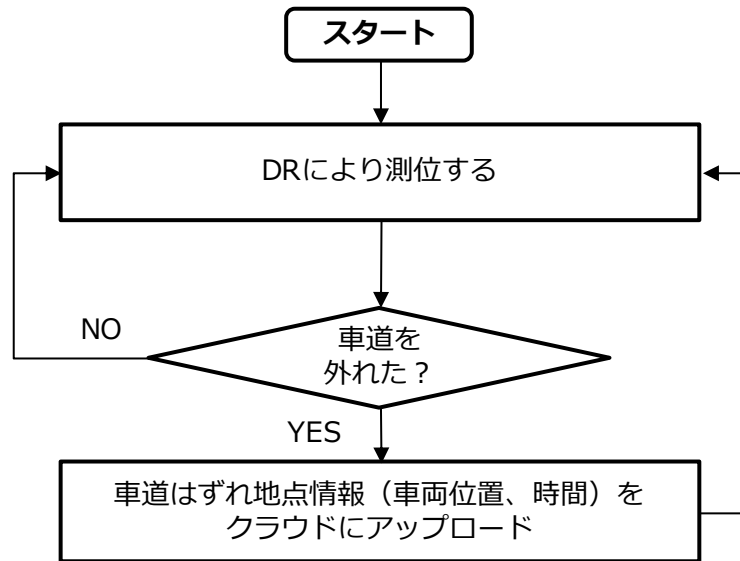 スタート
DRにより測位する
NO
車道を
外れた？
YES
車道はずれ地点情報（車両位置、時間）を
クラウドにアップロード